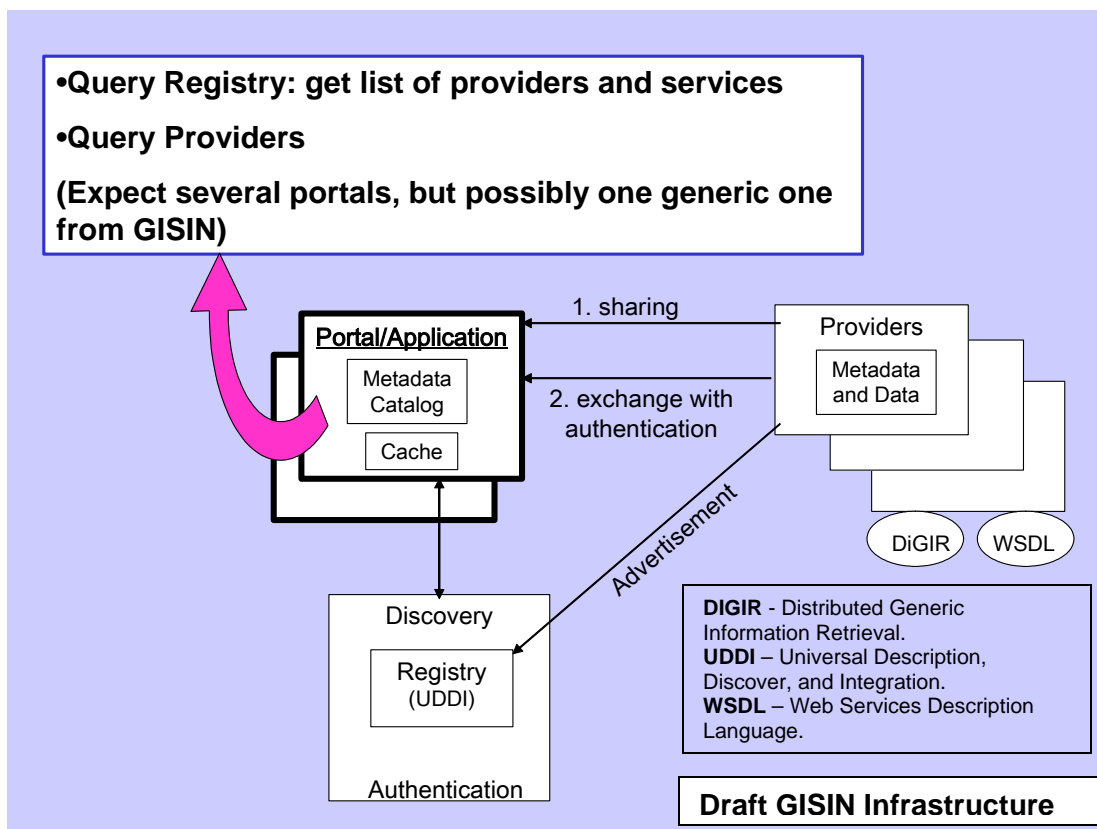 •Query Registry: get list of providers and services
•Query Providers
(Expect several portals, but possibly one generic one
from GISIN)
1. sharing
Portal/Application
Metadata
Catalog
Cache
2. exchange with
authentication
Providers
Metadata
and Data
Advertisement
DiGIR
WSDL
Discovery
Registry
(UDDI)
Authentication
DIGIR - Distributed Generic
Information Retrieval.
UDDI – Universal Description,
Discover, and Integration.
WSDL – Web Services Description
Language.
Draft GISIN Infrastructure